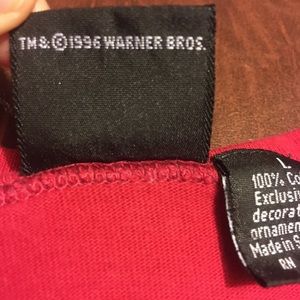 TM&©1996 WARNER BROS.
L
100% Co
Exclusiv
decorat
ornamen
Made in S
RN